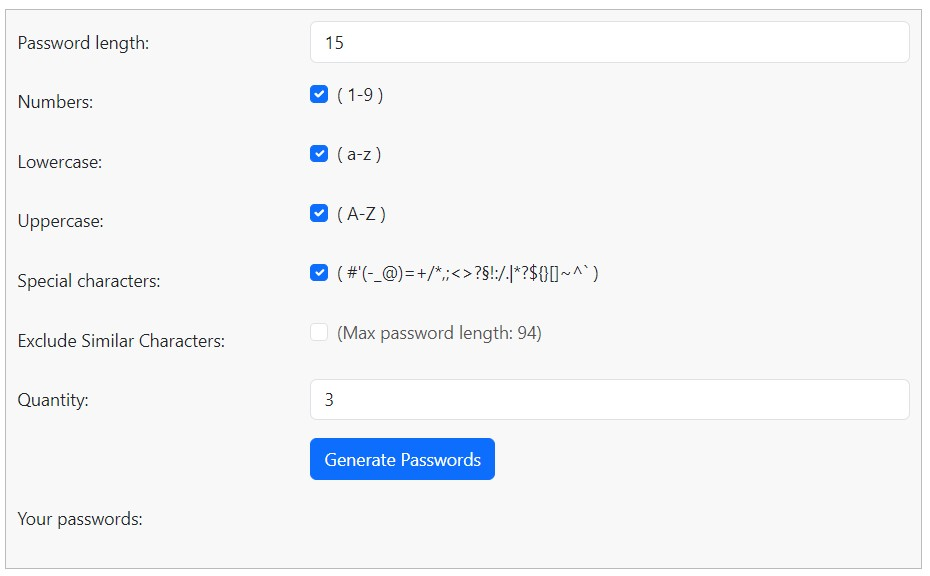 Password length: 15
Numbers: ( 1-9 )
Lowercase: ( a-z )
Uppercase: ( A-Z )
Special characters: ( #'(-_@)=+/*,;<>?§!:/.|*?${}[]~^` )
Exclude Similar Characters: (Max password length: 94)
Quantity: 3
Generate Passwords
Your passwords: